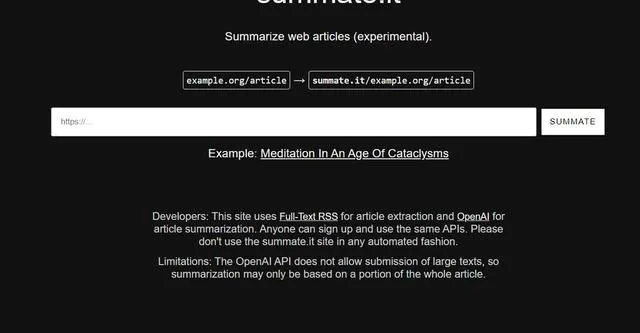 summate.it
Summarize web articles (experimental).
example.org/article → summate.it/example.org/article
https://... SUMMATE
Example: Meditation In An Age Of Cataclysms
Developers: This site uses Full-Text RSS for article extraction and OpenAI for
article summarization. Anyone can sign up and use the same APIs. Please
don't use the summate.it site in any automated fashion.
Limitations: The OpenAI API does not allow submission of large texts, so
summarization may only be based on a portion of the whole article.